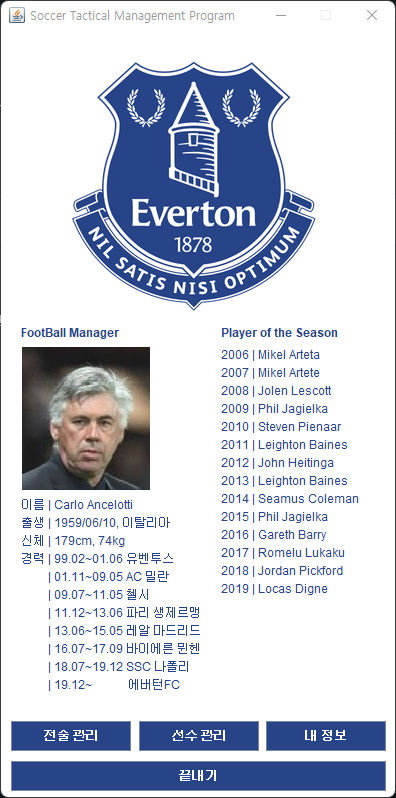 Soccer Tactical Management Program
Everton
1878
NIL SATIS NISI OPTIMUM
FootBall Manager
이름 | Carlo Ancelotti
출생 | 1959/06/10, 이탈리아
신체 | 179cm, 74kg
경력 | 99.02~01.06 유벤투스
| 01.11~09.05 AC 밀란
| 09.07~11.05 첼시
| 11.12~13.06 파리 생제르맹
| 13.06~15.05 레알 마드리드
| 16.07~17.09 바이에른 뮌헨
| 18.07~19.12 SSC 나폴리
| 19.12~ 에버턴FC
Player of the Season
2006 | Mikel Arteta
2007 | Mikel Artete
2008 | Jolen Lescott
2009 | Phil Jagielka
2010 | Steven Pienaar
2011 | Leighton Baines
2012 | John Heitinga
2013 | Leighton Baines
2014 | Seamus Coleman
2015 | Phil Jagielka
2016 | Gareth Barry
2017 | Romelu Lukaku
2018 | Jordan Pickford
2019 | Locas Digne
전술 관리
선수 관리
내 정보
끝내기